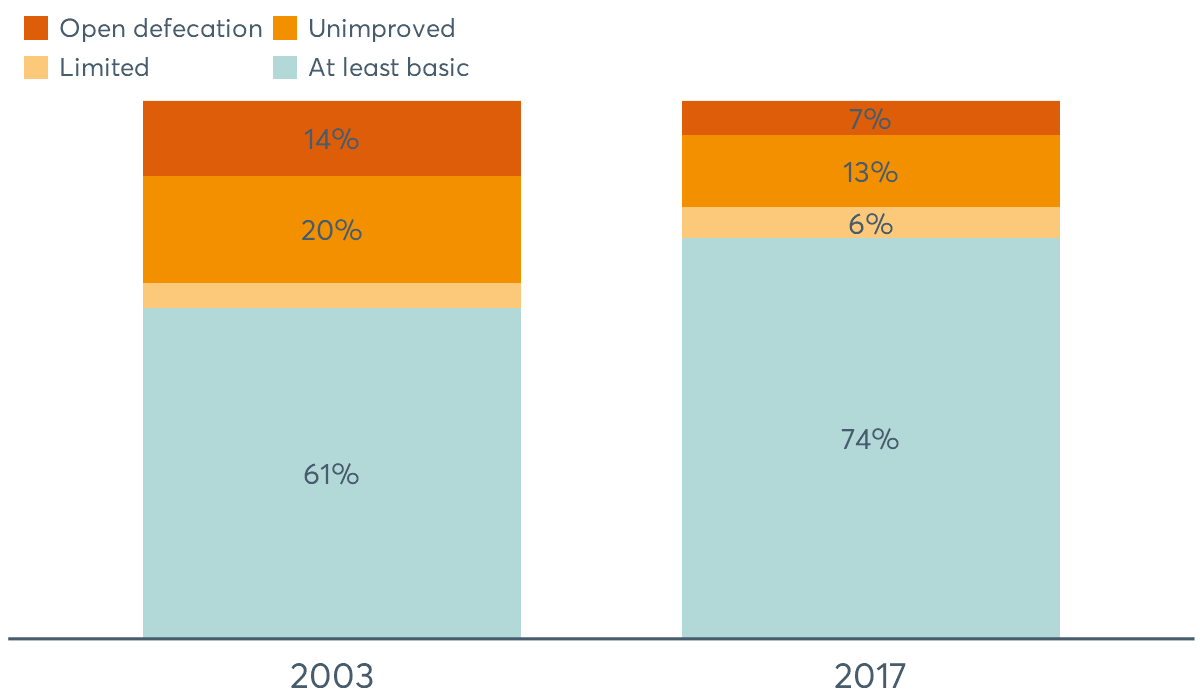 Open defecation Unimproved
Limited At least basic
14% 7%
20% 13%
6%
61% 74%
2003 2017